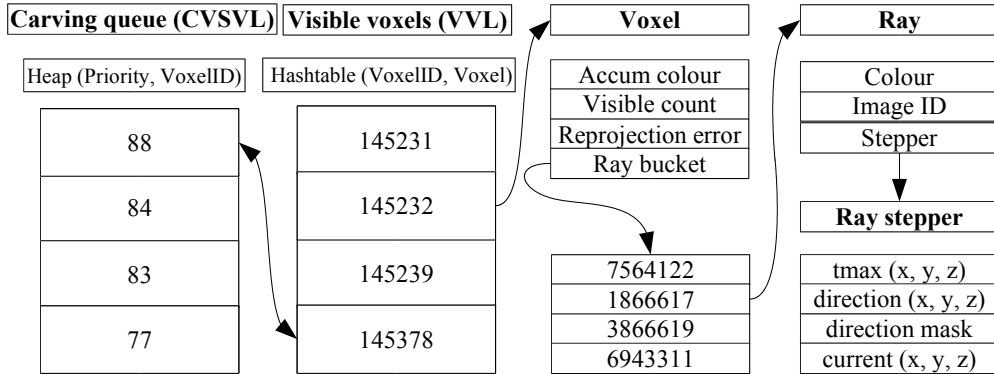 Carving queue (CVSVL)
Heap (Priority, VoxelID)
88
84
83
77
Visible voxels (VVL)
Hashtable (VoxelID, Voxel)
145231
145232
145239
145378
Voxel
Accum colour
Visible count
Reprojection error
Ray bucket
7564122
1866617
3866619
6943311
Ray
Colour
Image ID
Stepper
Ray stepper
tmax (x, y, z)
direction (x, y, z)
direction mask
current (x, y, z)